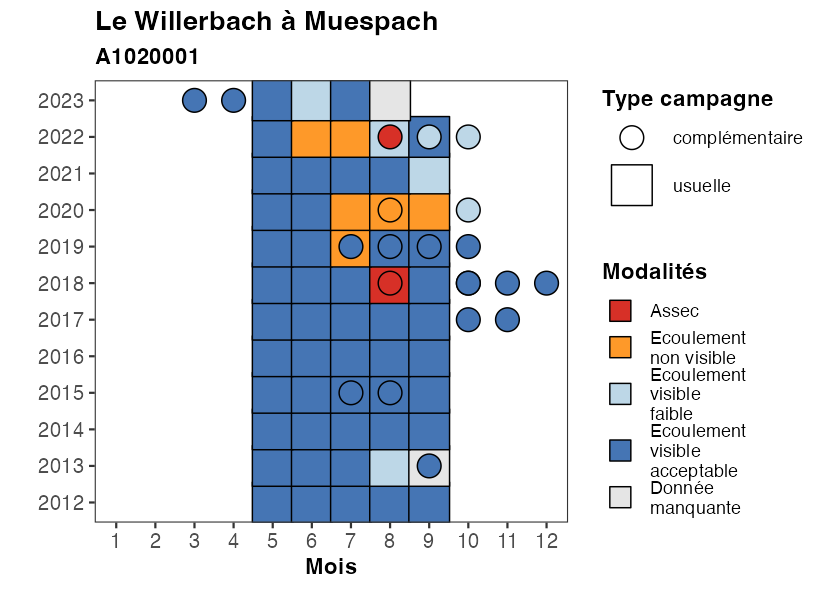 Le Willerbach à Muespach
A1020001
2023
2022
2021
2020
2019
2018
2017
2016
2015
2014
2013
2012
1 2 3 4 5 6 7 8 9 10 11 12
Mois
Type campagne
complémentaire
usuelle
Modalités
Assec
Ecoulement
non visible
Ecoulement
visible
faible
Ecoulement
visible
acceptable
Donnée
manquante